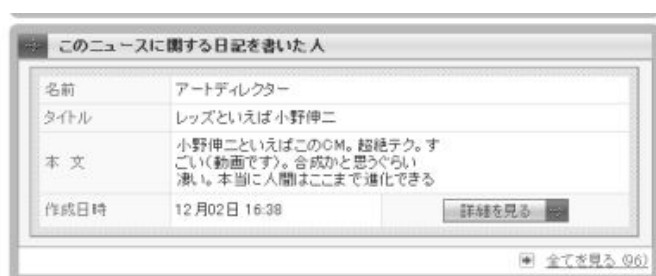 このニュースに関する日記を書いた人
名前 アートディレクター
タイトル レッズといえば小野伸二
本文 小野伸二といえばこのCM。超絶テク。す
ごい(動画です)。合成かと思うぐらい
凄い。本当に人間はここまで進化できる
作成日時 12月02日 16:38 詳細を見る
全てを見る (96)